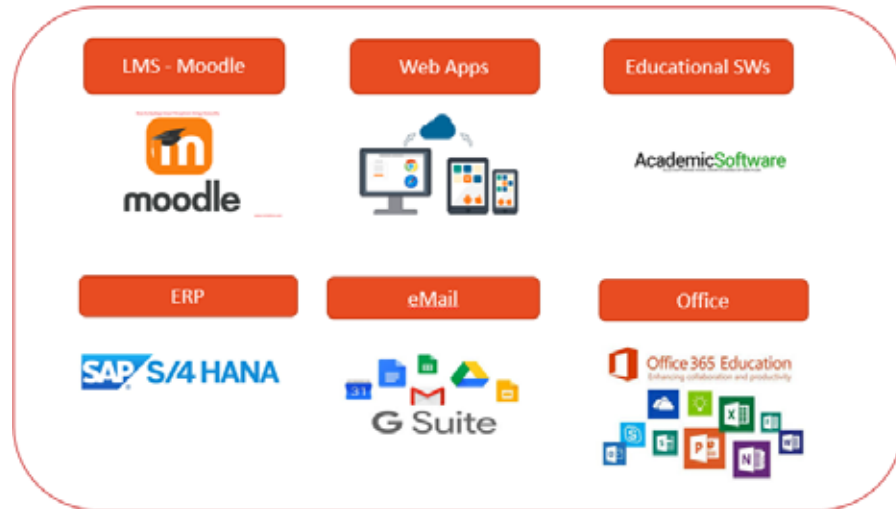 LMS - Moodle
Web Apps
Educational SWs
moodle
AcademicSoftware
ERP
eMail
Office
SAP S/4 HANA
31
G Suite
Office 365 Education
Enhancing collaboration and productivity